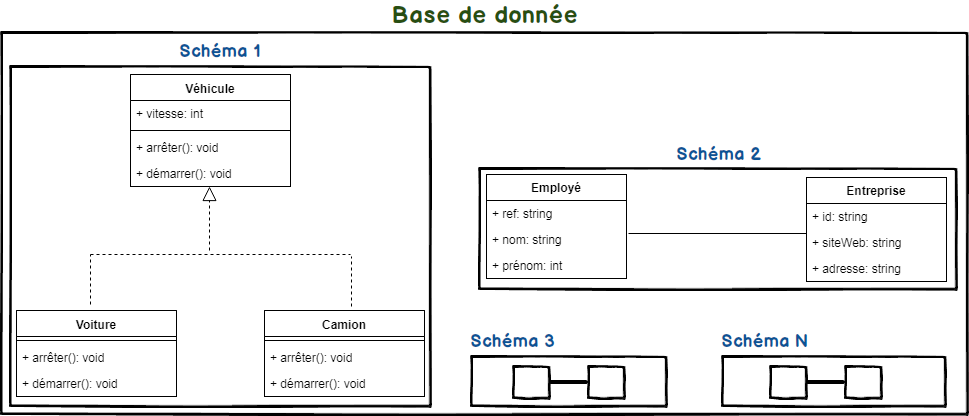 Base de donnée
Schéma 1
Véhicule
+ vitesse: int
+ arrêter(): void
+ démarrer(): void
Voiture
+ arrêter(): void
+ démarrer(): void
Camion
+ arrêter(): void
+ démarrer(): void
Schéma 2
Employé
+ ref: string
+ nom: string
+ prénom: int
Entreprise
+ id: string
+ siteWeb: string
+ adresse: string
Schéma 3
Schéma N